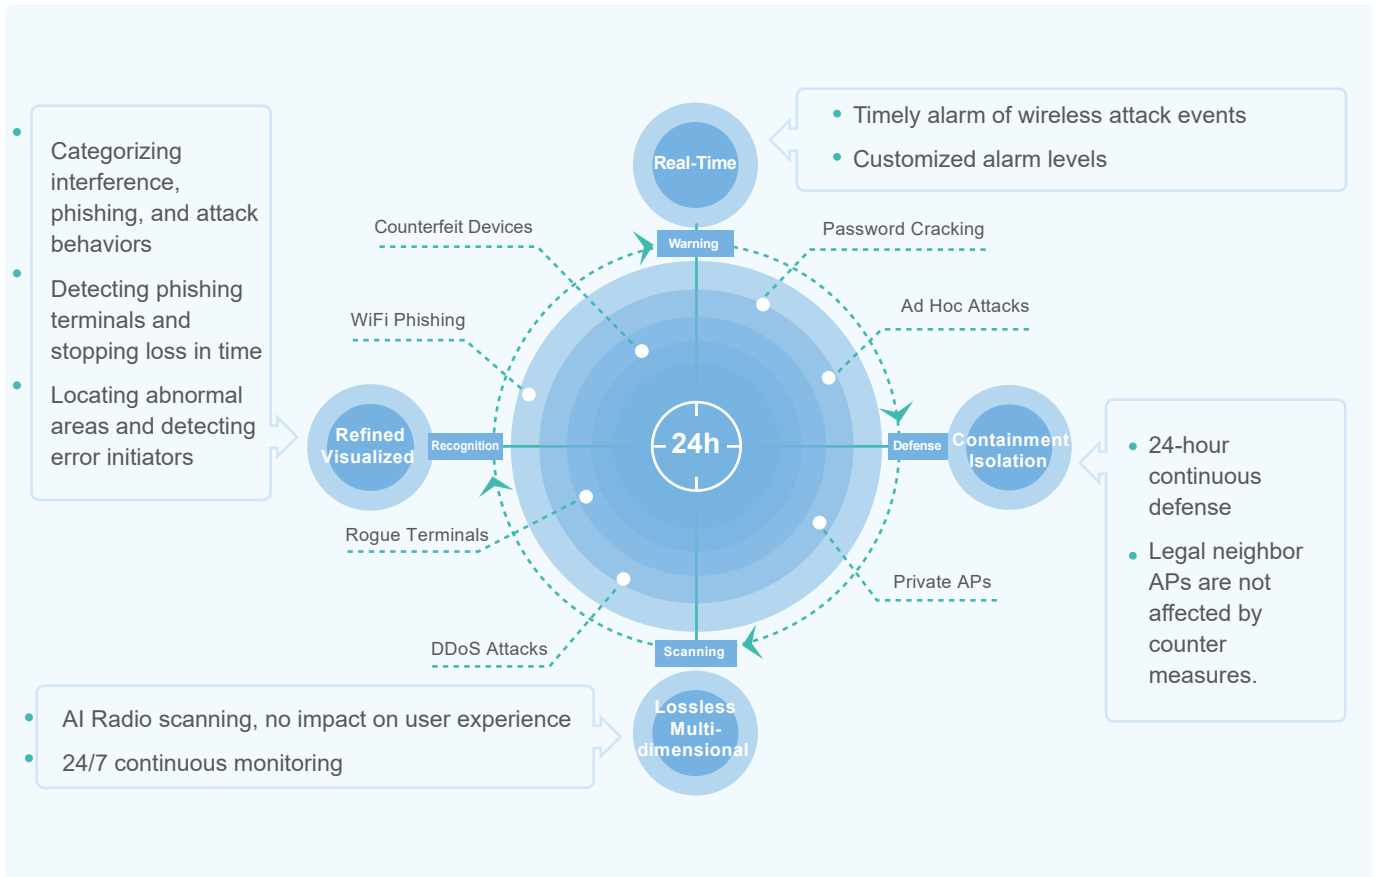 Timely alarm of wireless attack events
Customized alarm levels
Real-Time
Warning
Categorizing
interference,
phishing, and attack
behaviors
Detecting phishing
terminals and
stopping loss in time
Locating abnormal
areas and detecting
error initiators
Counterfeit Devices
Password Cracking
WiFi Phishing
Ad Hoc Attacks
Refined
Visualized
Recognition
24h
Defense
Containment
Isolation
24-hour
continuous
defense
Legal neighbor
APs are not
affected by
counter
measures.
Rogue Terminals
Private APs
DDoS Attacks
Scanning
Lossless
Multi-
dimensional
AI Radio scanning, no impact on user experience
24/7 continuous monitoring